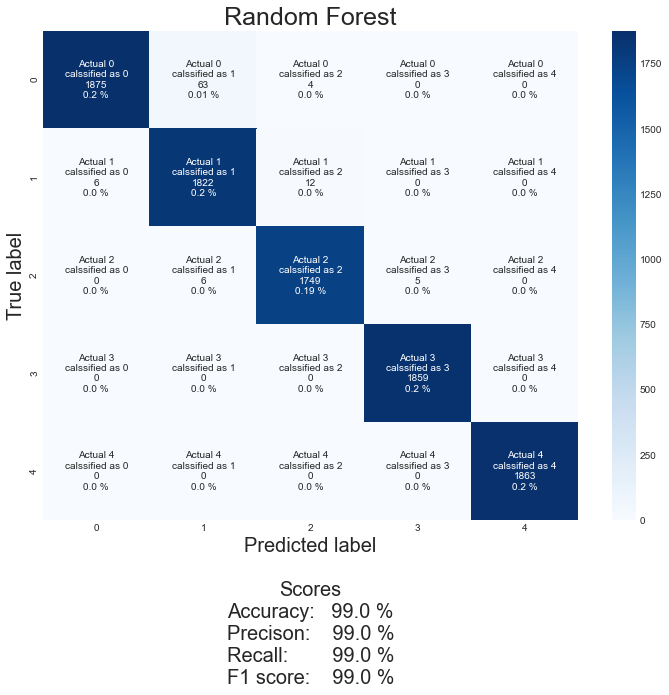 Random Forest
Actual 0 Actual 0 Actual 0 Actual 0 Actual 0
calssified as 0 calssified as 1 calssified as 2 calssified as 3 calssified as 4
1875 63 4 0 0
0.2 % 0.01 % 0.0 % 0.0 % 0.0 %
0
Actual 1 Actual 1 Actual 1 Actual 1 Actual 1
calssified as 0 calssified as 1 calssified as 2 calssified as 3 calssified as 4
6 1822 12 0 0
0.0 % 0.2 % 0.0 % 0.0 % 0.0 %
1
Actual 2 Actual 2 Actual 2 Actual 2 Actual 2
calssified as 0 calssified as 1 calssified as 2 calssified as 3 calssified as 4
0 6 1749 5 0
0.0 % 0.0 % 0.19 % 0.0 % 0.0 %
2
Actual 3 Actual 3 Actual 3 Actual 3 Actual 3
calssified as 0 calssified as 1 calssified as 2 calssified as 3 calssified as 4
0 0 0 1859 0
0.0 % 0.0 % 0.0 % 0.2 % 0.0 %
3
Actual 4 Actual 4 Actual 4 Actual 4 Actual 4
calssified as 0 calssified as 1 calssified as 2 calssified as 3 calssified as 4
0 0 0 0 1863
0.0 % 0.0 % 0.0 % 0.0 % 0.2 %
4
True label
0 1 2 3 4
Predicted label
1750
1500
1250
1000
750
500
250
0
Scores
Accuracy: 99.0 %
Precison: 99.0 %
Recall: 99.0 %
F1 score: 99.0 %